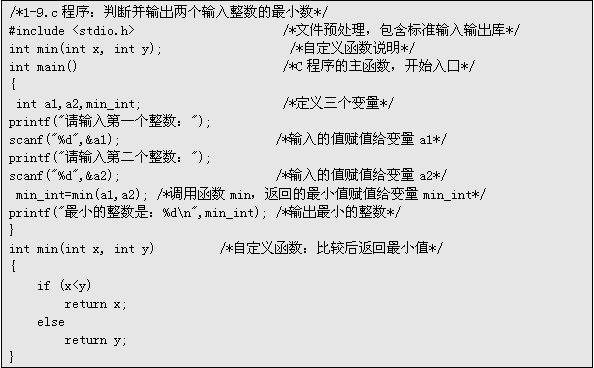 /*1-9.c 程序：判断并输出两个输入整数的最小数*/
#include <stdio.h> /*文件预处理，包含标准输入输出库*/
int min(int x, int y); /*自定义函数说明*/
int main() /*C 程序的主函数，开始入口*/
{
int a1,a2,min_int; /*定义三个变量*/
printf("请输入第一个整数：");
scanf("%d",&a1); /*输入的值赋值给变量 a1*/
printf("请输入第二个整数：");
scanf("%d",&a2); /*输入的值赋值给变量 a2*/
min_int=min(a1,a2); /*调用函数 min，返回的最小值赋值给变量 min_int*/
printf("最小的整数是：%d\n",min_int); /*输出最小的整数*/
}
int min(int x, int y) /*自定义函数：比较后返回最小值*/
{
if (x<y)
return x;
else
return y;
}